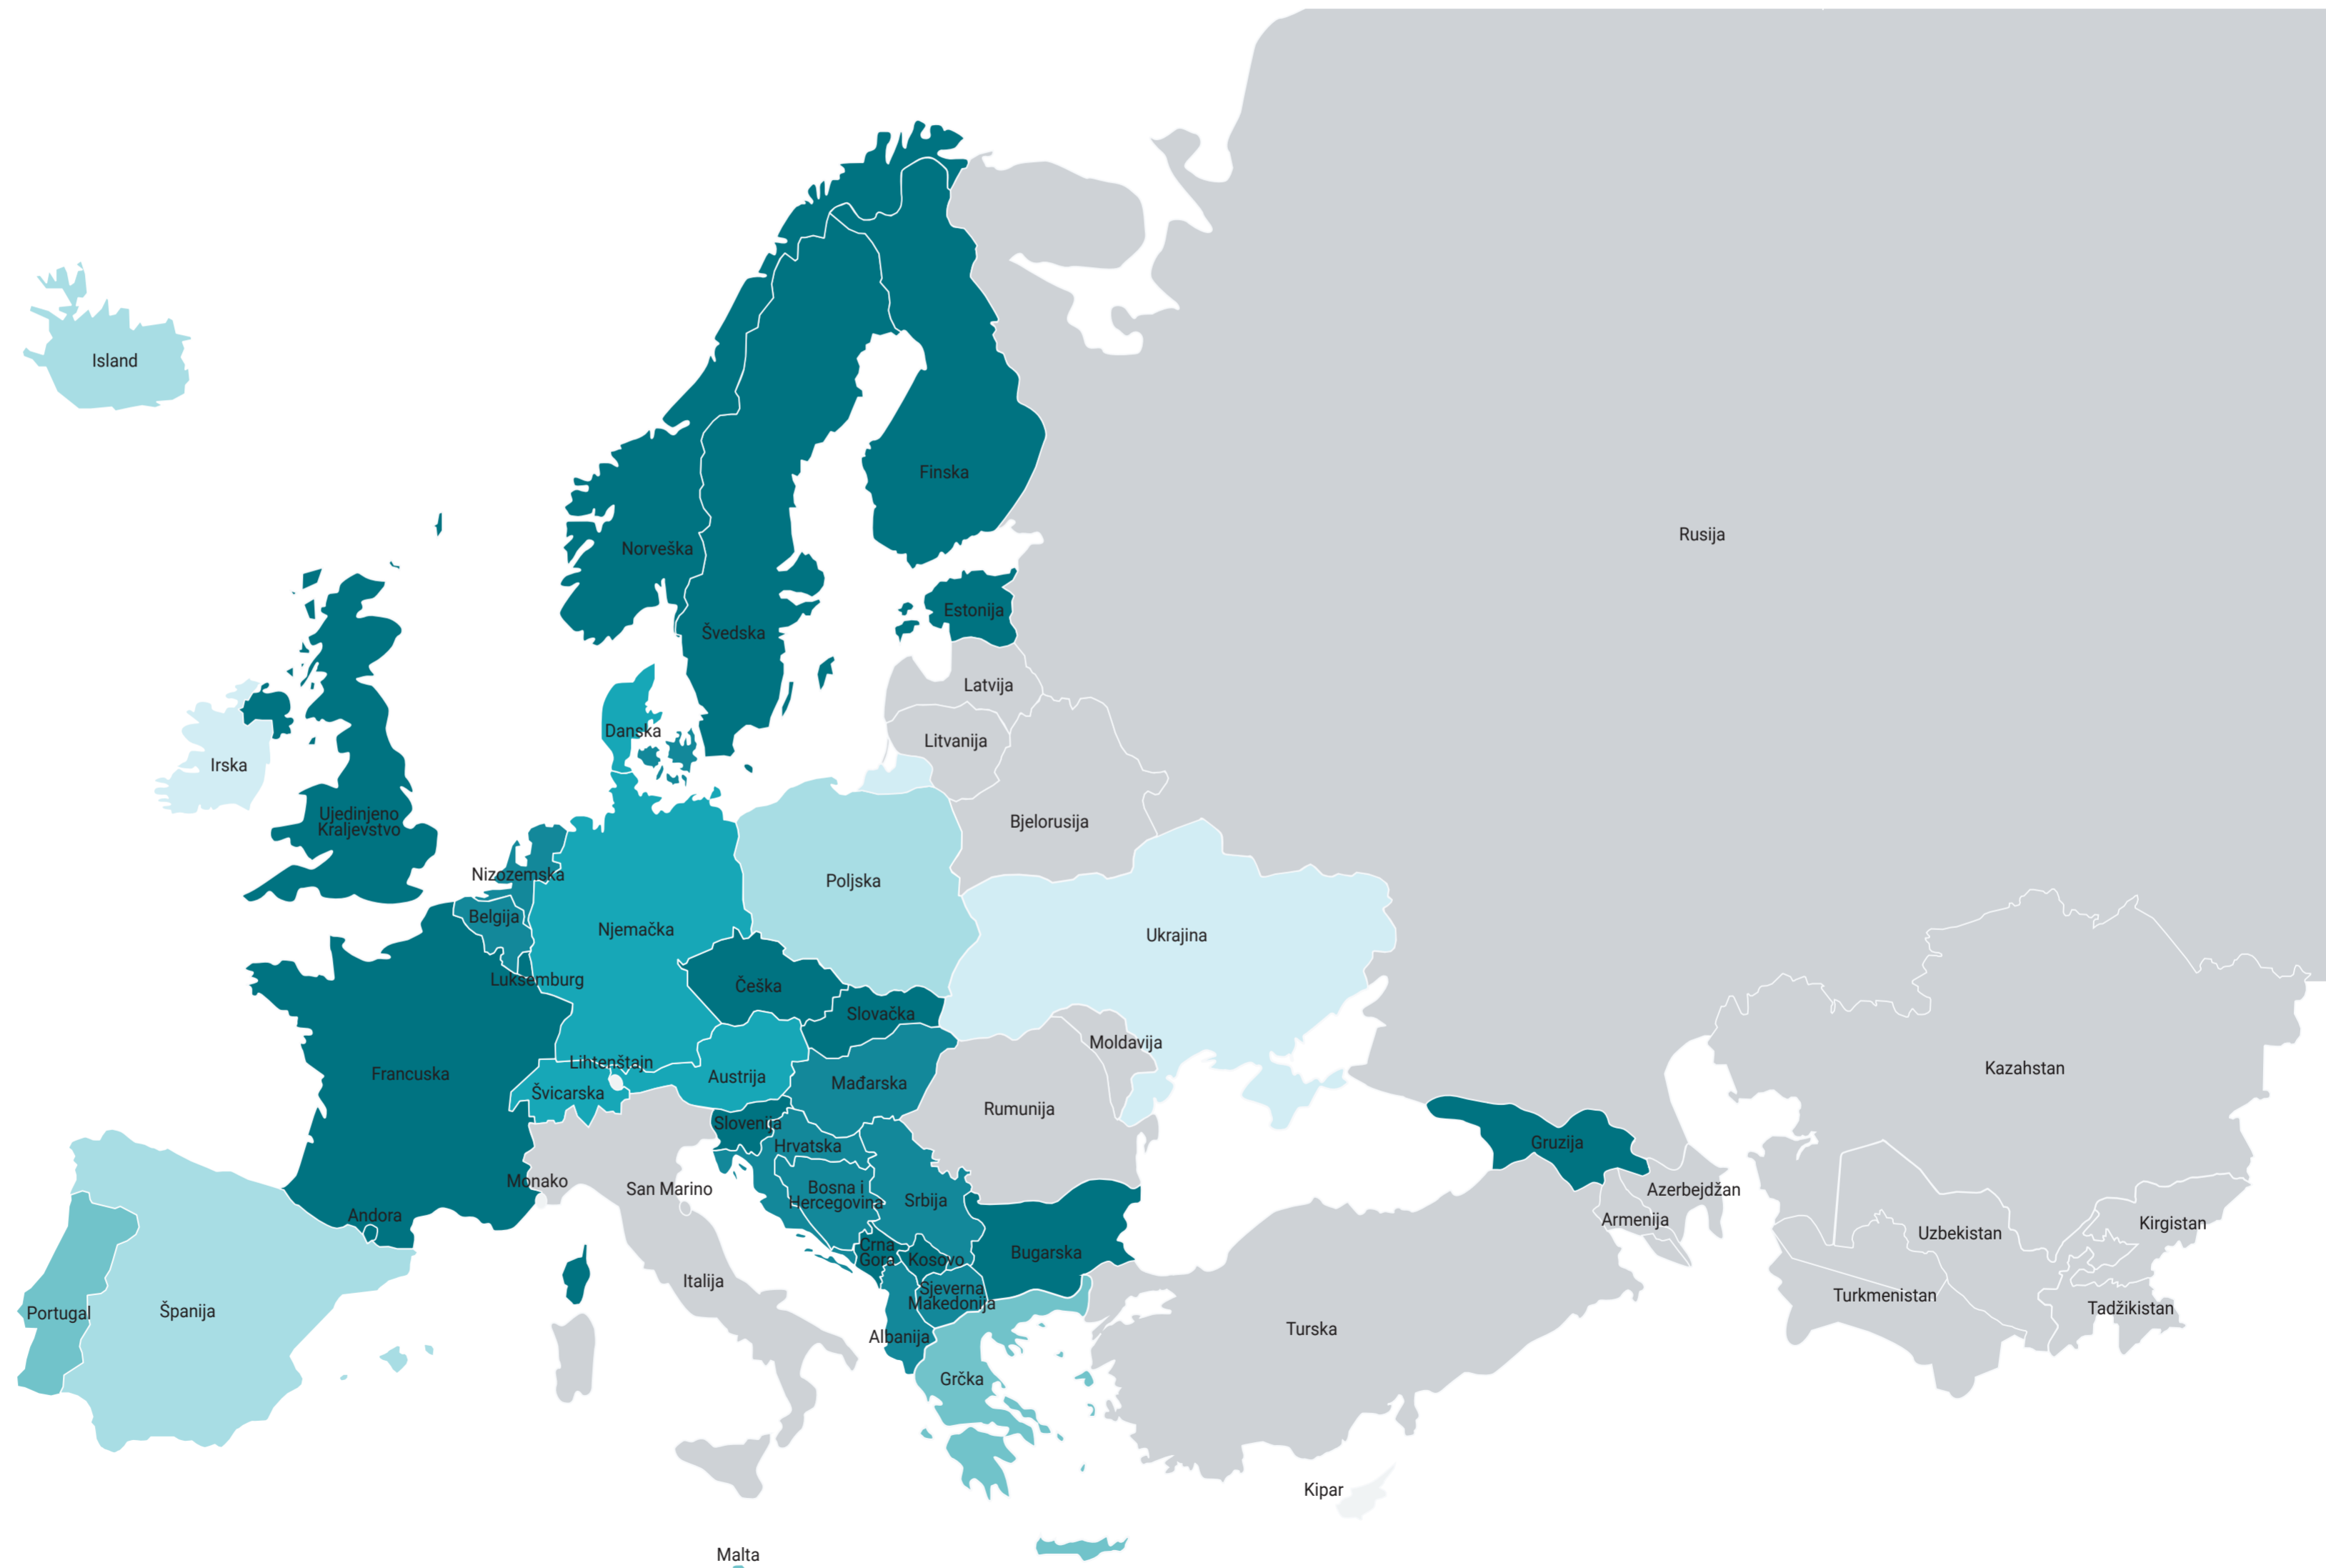 Island
Finska
Rusija
Norveška
Estonija
Švedska
Latvija
Danska
Litvanija
Irska
Ujedinjeno
Kraljevstvo
Bjelorusija
Nizozemska
Poljska
Belgija
Njemačka
Ukrajina
Luksemburg
Češka
Slovačka
Moldavija
Lihtenštajn
Francuska
Austrija
Mađarska
Kazahstan
Švicarska
Rumunija
Slovenija
Hrvatska
Gruzija
Monako
San Marino
Bosna i
Hercegovina
Srbija
Azerbejdžan
Andora
Armenija
Kirgistan
Uzbekistan
Crna
Gora
Kosovo
Bugarska
Italija
Sjeverna
Makedonija
Turkmenistan
Tadžikistan
Portugal
Španija
Turska
Albanija
Grčka
Kipar
Malta